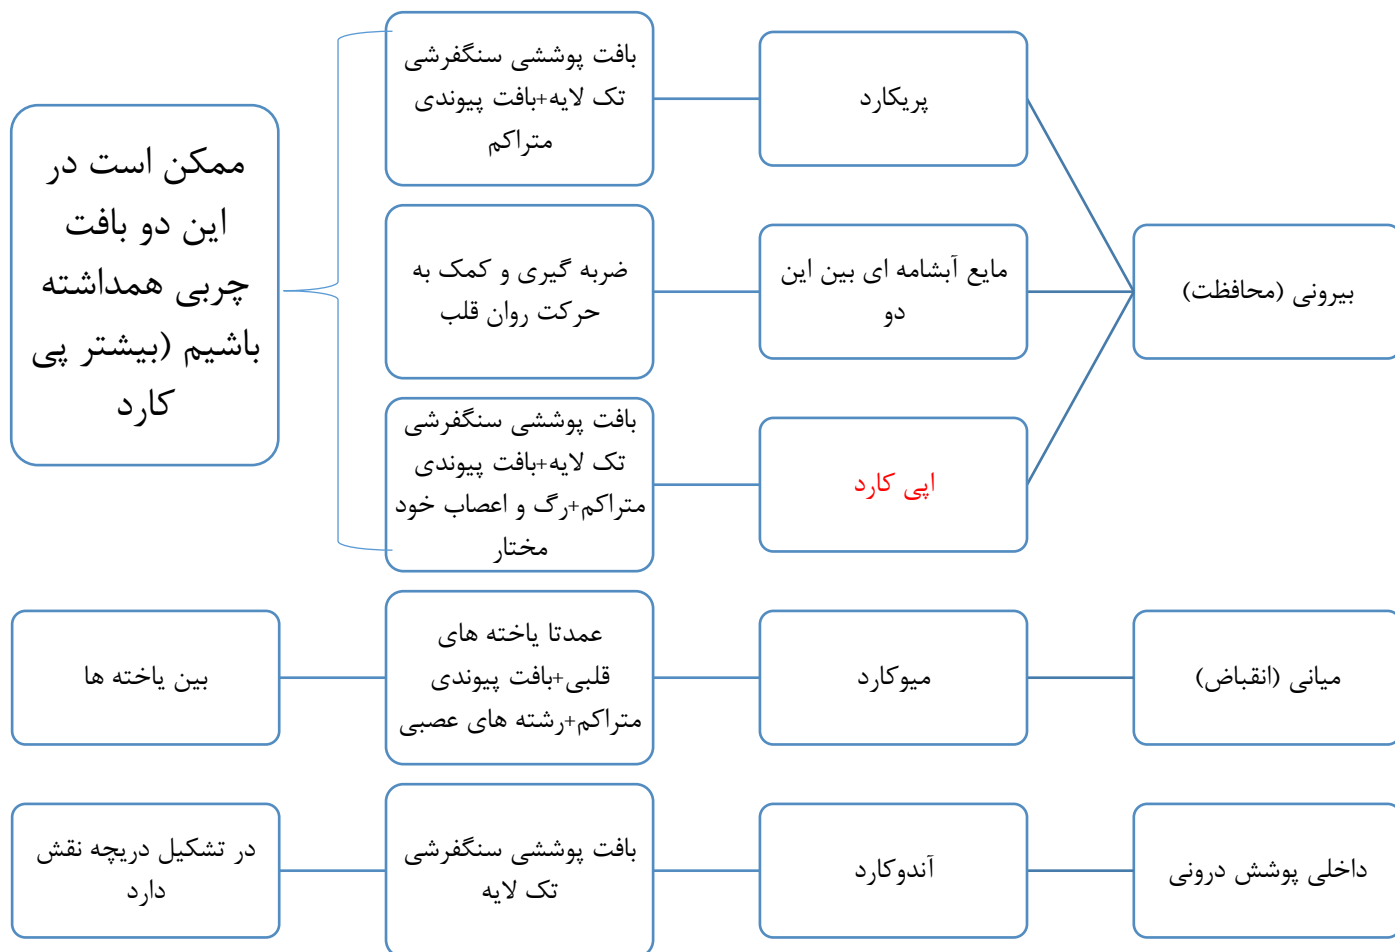 بیرونی (محافظت)
پریکارد
بافت پوششی سنگفرشی
تک لایه+بافت پیوندی
متراکم
مایع آبشامه ای بین این
دو
ضربه گیری و کمک به
حرکت روان قلب
اپی کارد
بافت پوششی سنگفرشی
تک لایه+بافت پیوندی
متراکم+رگ و اعصاب خود
مختار
ممکن است در
این دو بافت
چربی همداشته
باشیم (بیشتر پی
کارد
میانی (انقباض)
میوکارد
عمدتا یاخته های
قلبی+بافت پیوندی
متراکم+رشته های عصبی
بین یاخته ها
داخلی پوشش درونی
آندوکارد
بافت پوششی سنگفرشی
تک لایه
در تشکیل دریچه نقش
دارد